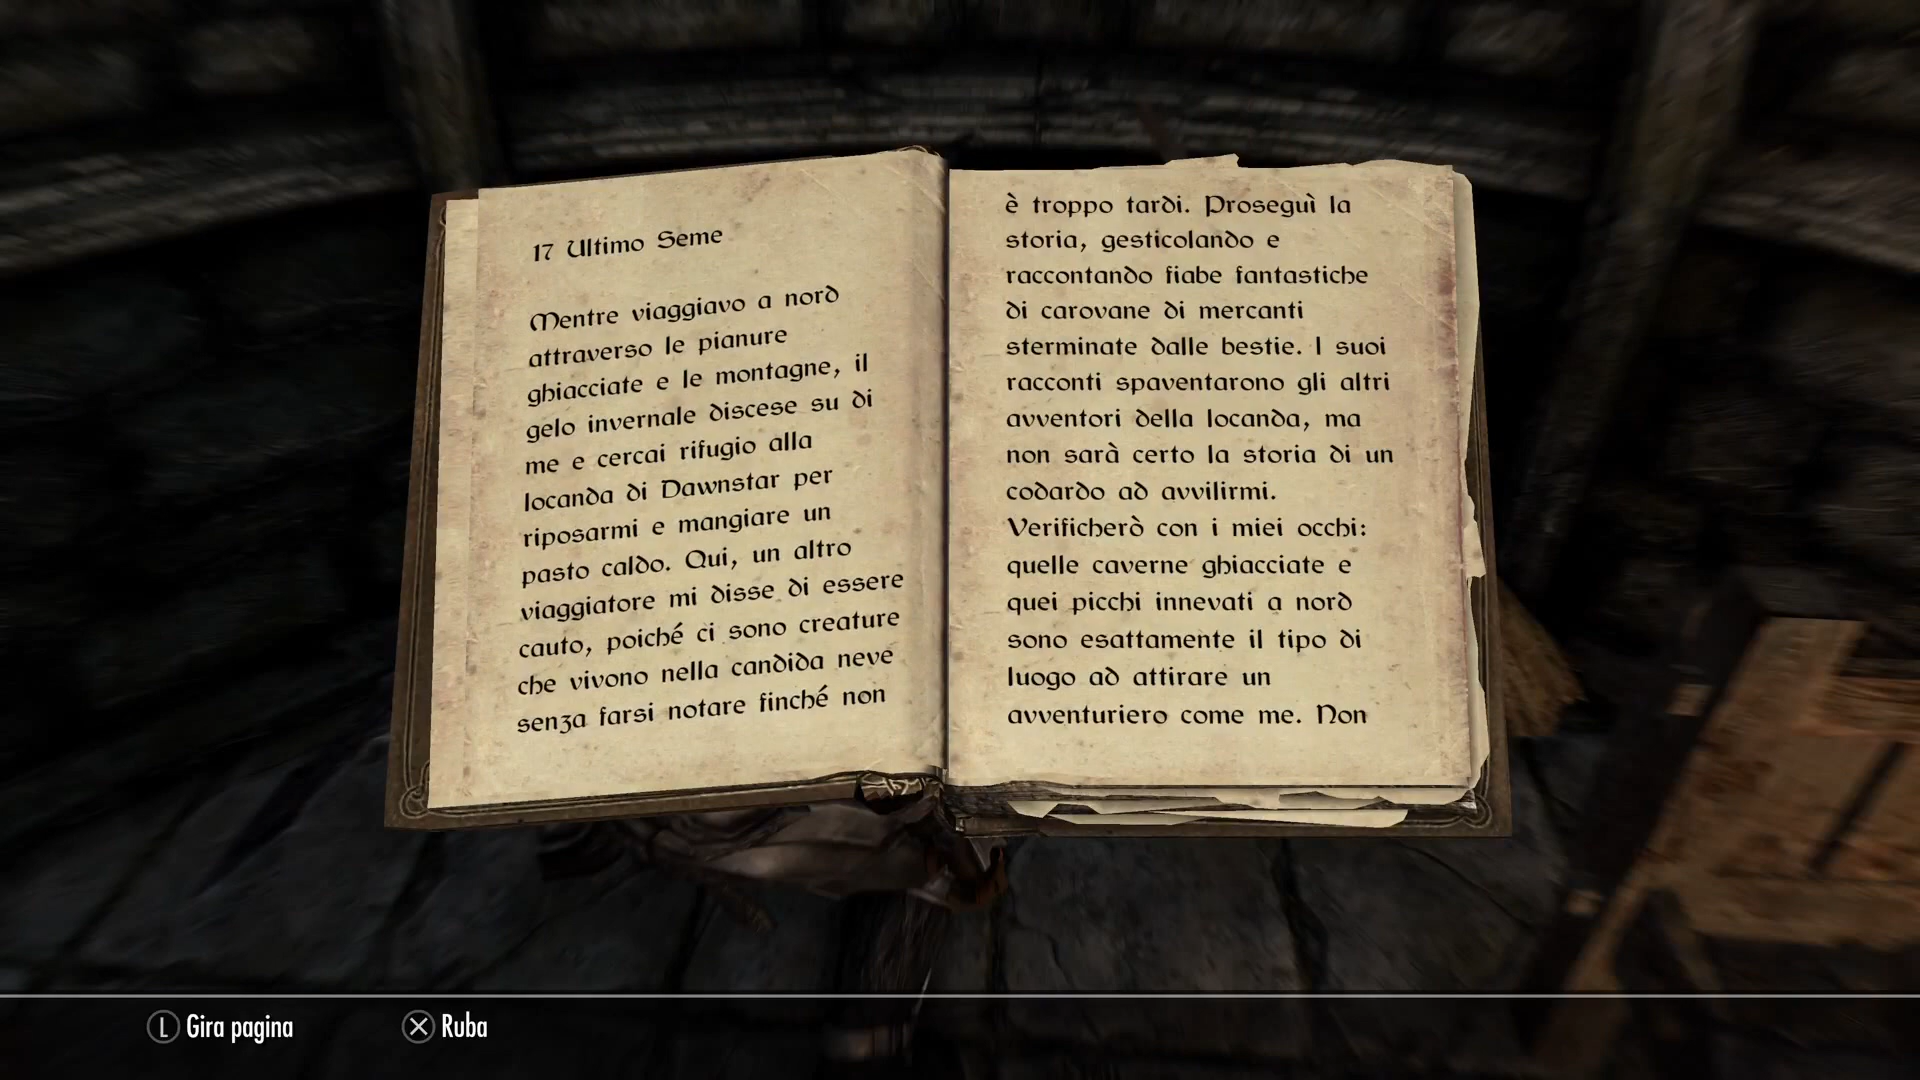 17 Ultimo Seme
Mentre viaggiavo a nord
attraverso le pianure
ghiacciate e le montagne, il
gelo invernale discese su di
me e cercai rifugio alla
locanda di Dawnstar per
riposarmi e mangiare un
pasto caldo. Qui, un altro
viaggiatore mi disse di essere
cauto, poiché ci sono creature
che vivono nella candida neve
senza farsi notare finché non
è troppo tardi. Proseguì la
storia, gesticolando e
raccontando fiabe fantastiche
di carovane di mercanti
sterminate dalle bestie. I suoi
racconti spaventarono gli altri
avventori della locanda, ma
non sarà certo la storia di un
codardo ad avvilirmi.
Verificherò con i miei occhi:
quelle caverne ghiacciate e
quei picchi innevati a nord
sono esattamente il tipo di
luogo ad attirare un
avventuriero come me. Non
L Gira pagina
X Ruba